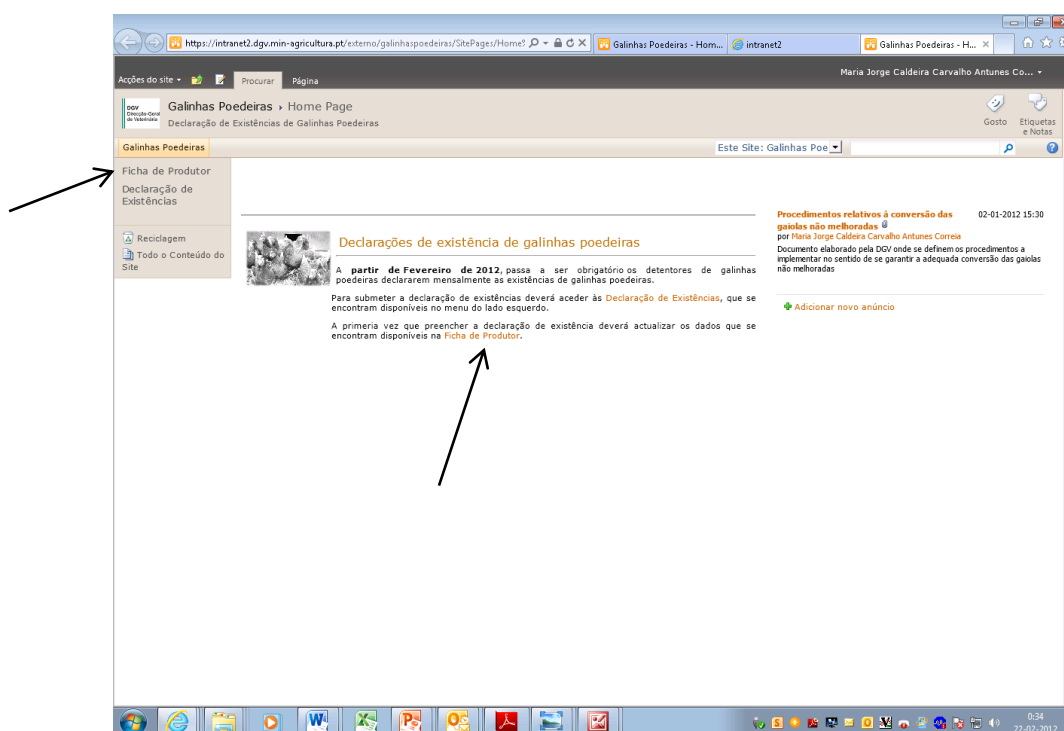 https://intranet2.dgv.min-agricultura.pt/externo/galinhaspoedeiras/SitePages/Home
Galinhas Poedeiras - Hom...
intranet2
Galinhas Poedeiras - H...
Acções do site
Procurar
Página
Maria Jorge Caldeira Carvalho Antunes Co...
DGV
Direcção-Geral
de Veterinária
Galinhas Poedeiras › Home Page
Declaração de Existências de Galinhas Poedeiras
Gosto
Etiquetas
e Notas
Galinhas Poedeiras
Este Site: Galinhas Poe
Ficha de Produtor
Declaração de
Existências
Reciclagem
Todo o Conteúdo do
Site
Declarações de existência de galinhas poedeiras
A partir de Fevereiro de 2012, passa a ser obrigatório os detentores de galinhas
poedeiras declararem mensalmente as existências de galinhas poedeiras.
Para submeter a declaração de existências deverá aceder às Declaração de Existências, que se
encontram disponíveis no menu do lado esquerdo.
A primeria vez que preencher a declaração de existência deverá actualizar os dados que se
encontram disponíveis na Ficha de Produtor.
Procedimentos relativos à conversão das
gaiolas não melhoradas
02-01-2012 15:30
por Maria Jorge Caldeira Carvalho Antunes Correia
Documento elaborado pela DGV onde se definem os procedimentos a
implementar no sentido de se garantir a adequada conversão das gaiolas
não melhoradas
Adicionar novo anúncio
0:34
22-02-2012